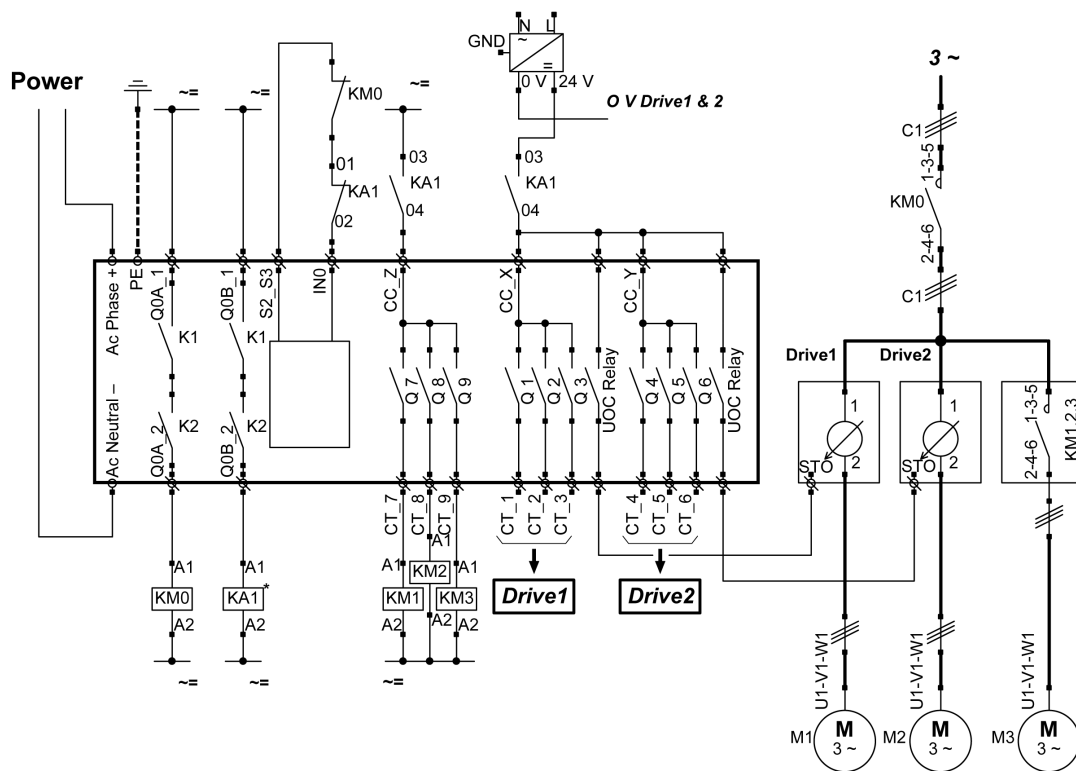 N L
GND ~
=
0 V 24 V
O V Drive1 & 2
3 ~
Power
~=
~=
~=
KM0
C1
1-3-5
KM0
2-4-6
C1
01
03
03
KA1
KA1
KA1
02
04
04
Ac Phase +
PE
Q0A_1
Q0B_1
S2_S3
IN0
CC_Z
CC_X
CC_Y
K1
K1
Q 7
Q 8
Q 9
Q 1
Q 2
Q 3
UOC Relay
Q 4
Q 5
Q 6
UOC Relay
Ac Neutral –
Q0A_2
K2
Q0B_2
K2
Drive1
Drive2
1
2
STO
1
2
STO
1-3-5
2-4-6
KM1,2,3
CT_7
CT_8
CT_9
CT_1
CT_2
CT_3
CT_4
CT_5
CT_6
A1
A1
A1
A1
A1
KM0
KA1 *
KM1
KM2
KM3
Drive1
Drive2
A2
A2
A2
A2
A2
~=
~=
~=
U1-V1-W1
U1-V1-W1
U1-V1-W1
M1
M
3 ~
M2
M
3 ~
M3
M
3 ~